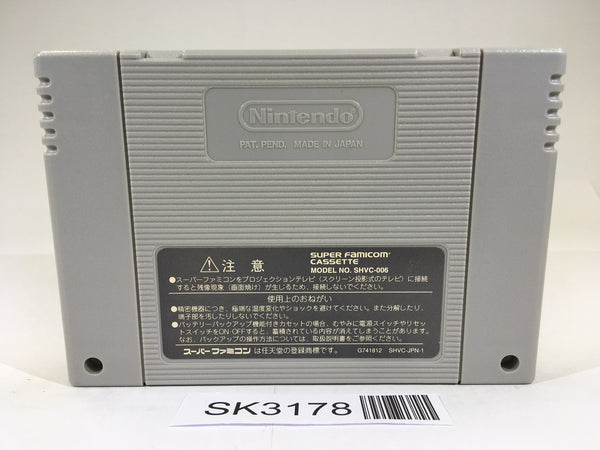 Nintendo
PAT. PEND. MADE IN JAPAN
⚠注意
SUPER FAMICOM
CASSETTE
MODEL NO. SHVC-006
●スーパーファミコンをプロジェクションテレビ(スクリーン投影式のテレビ)に接続
すると残像現象(画面焼け)が生じるため、接続しないでください。
使用上のおねがい
●精密機器につき、極端な温度変化やショックを避けてください。また分解したり、
端子部を汚したりしないでください。
●バッテリーバックアップ機能付きカセットの場合、むやみに電源スイッチやリセッ
トスイッチをON・OFFすると、蓄積されている内容が消えてしまうことがあります。
なお、バックアップの操作方法については、取扱説明書をご参照ください。
スーパーファミコン は任天堂の登録商標です。
G741812 SHVC-JPN-1
SK3178